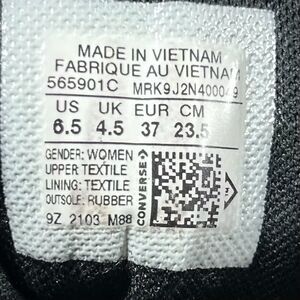 MADE IN VIETNAM
FABRIQUE AU VIETNAM
565901C MRK9J2N4000
US UK EUR CM
6.5 4.5 37 23.5
GENDER: WOMEN
UPPER TEXTILE
LINING: TEXTILE
OUTSOLE: RUBBER
9Z 2103 M88
CONVERSE